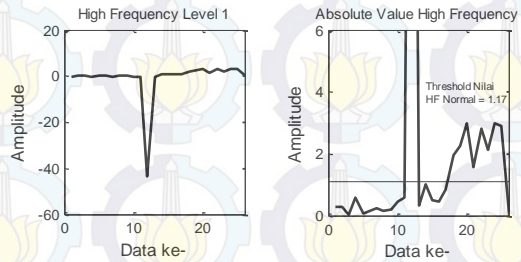 High Frequency Level 1
20
0
-20
-40
-60
Amplitude
0
10
20
Data ke-
Absolute Value High Frequency
6
4
2
0
Amplitude
Threshold Nilai
HF Normal = 1.17
0
10
20
Data ke-